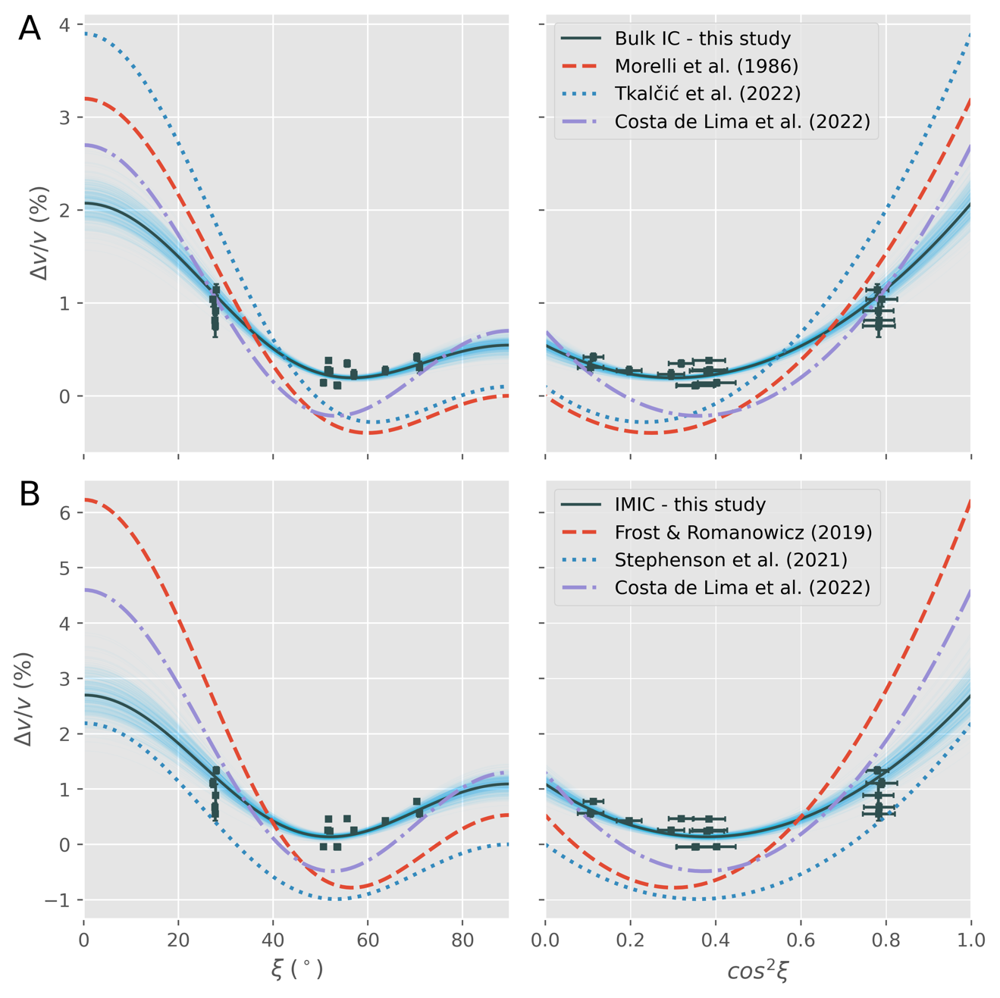 A
4
3
2
1
0
Δv/v (%)
Bulk IC - this study
Morelli et al. (1986)
Tkalčić et al. (2022)
Costa de Lima et al. (2022)
B
6
5
4
3
2
1
0
−1
Δv/v (%)
IMIC - this study
Frost & Romanowicz (2019)
Stephenson et al. (2021)
Costa de Lima et al. (2022)
0 20 40 60 80
ξ (°)
0.0 0.2 0.4 0.6 0.8 1.0
cos²ξ